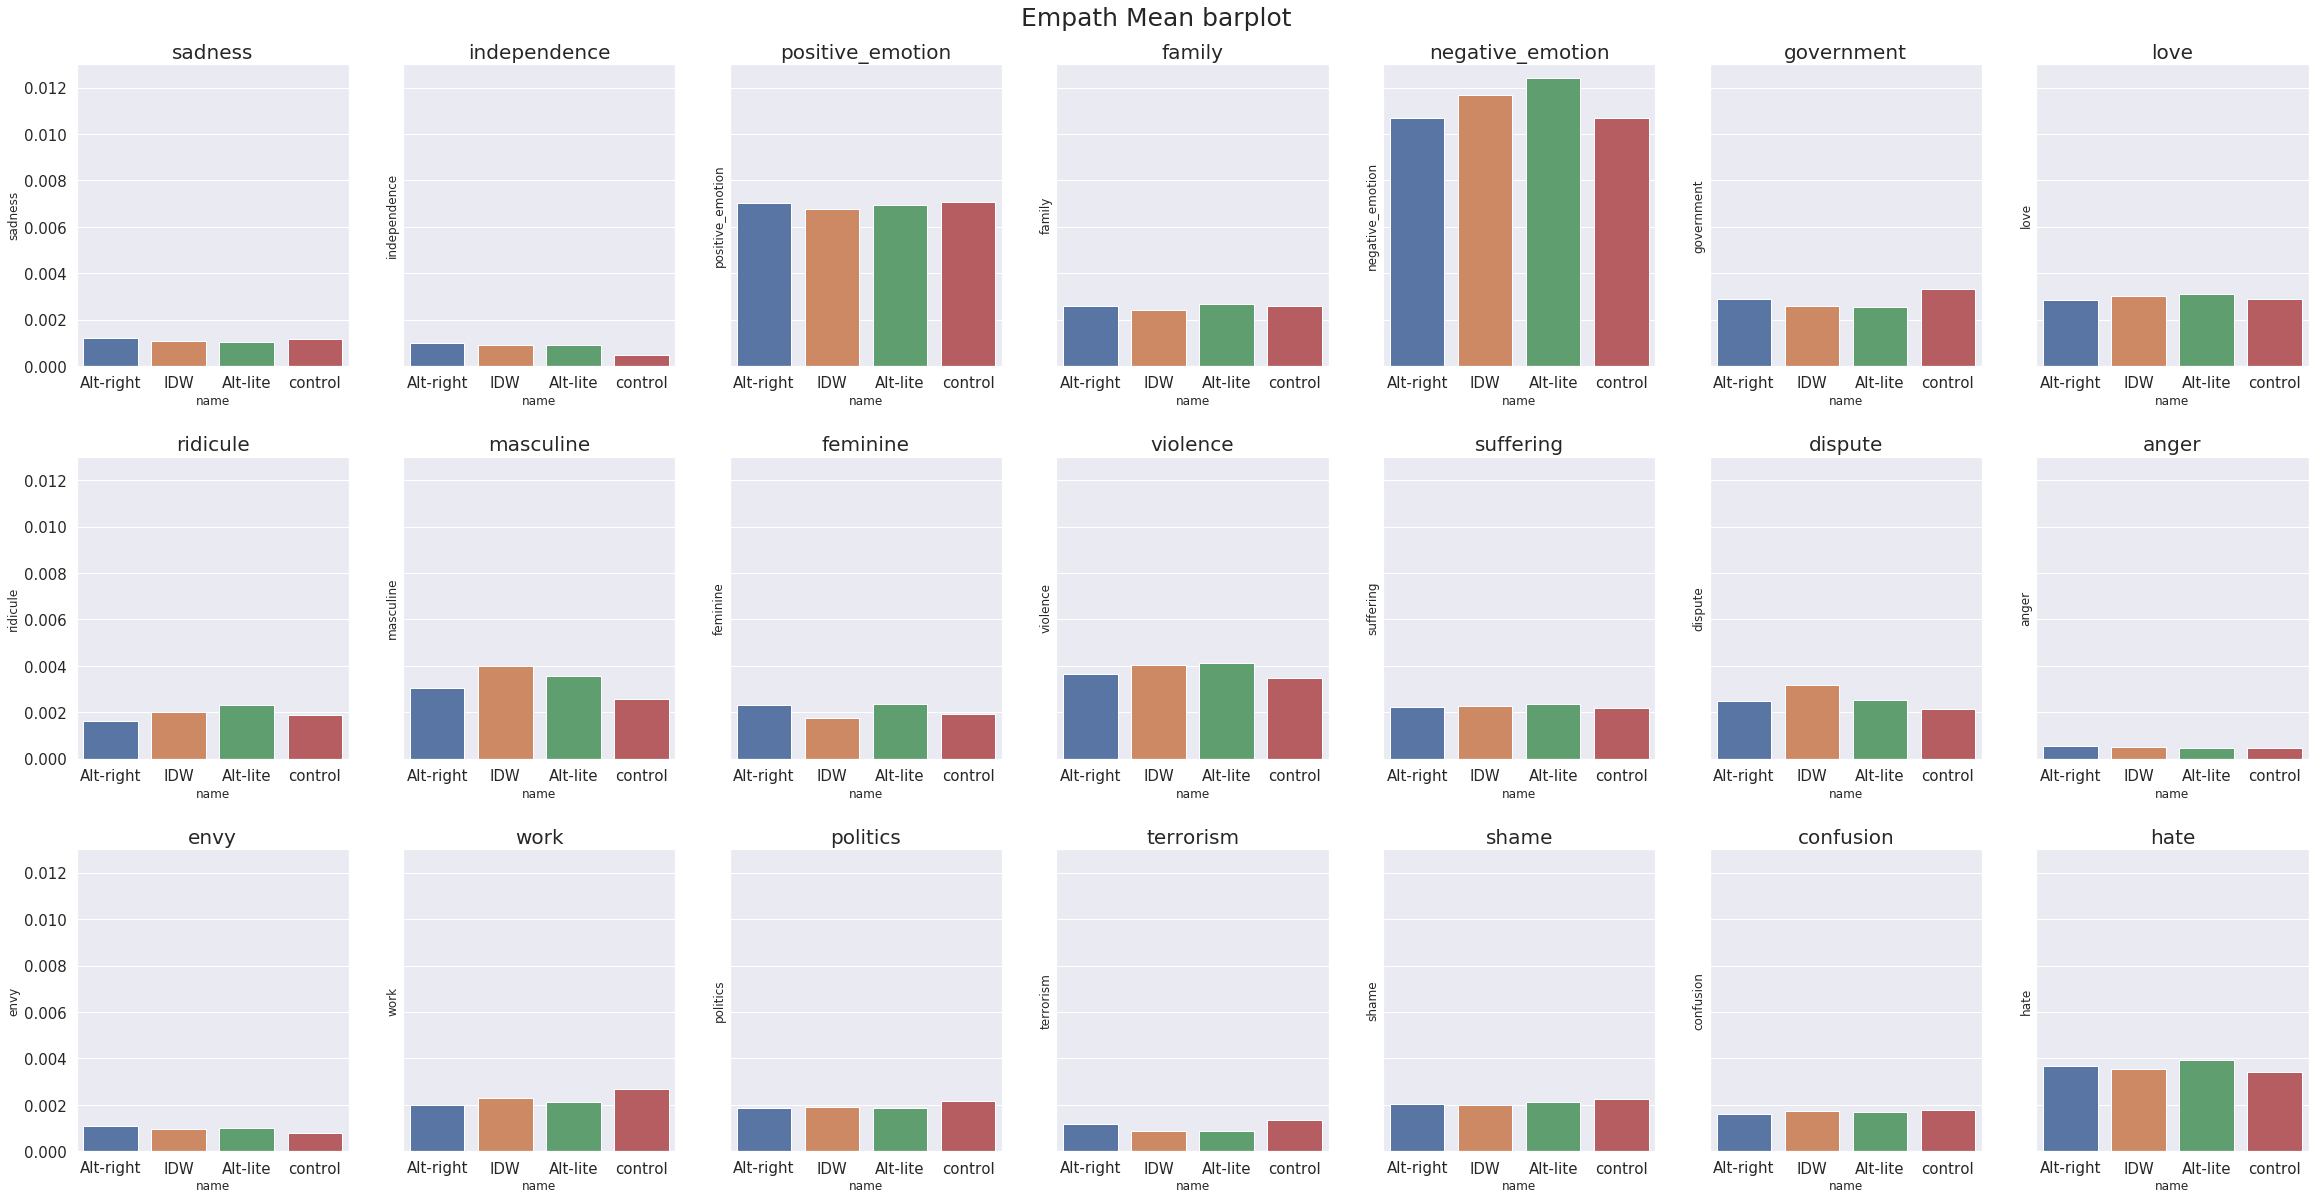 Empath Mean barplot
sadness independence positive_emotion family negative_emotion government love
0.012
0.010
0.008
0.006
0.004
0.002
0.000
sadness independence positive_emotion family negative_emotion government love
Alt-right IDW Alt-lite control Alt-right IDW Alt-lite control Alt-right IDW Alt-lite control Alt-right IDW Alt-lite control Alt-right IDW Alt-lite control Alt-right IDW Alt-lite control Alt-right IDW Alt-lite control
name name name name name name name
ridicule masculine feminine violence suffering dispute anger
0.012
0.010
0.008
0.006
0.004
0.002
0.000
ridicule masculine feminine violence suffering dispute anger
Alt-right IDW Alt-lite control Alt-right IDW Alt-lite control Alt-right IDW Alt-lite control Alt-right IDW Alt-lite control Alt-right IDW Alt-lite control Alt-right IDW Alt-lite control Alt-right IDW Alt-lite control
name name name name name name name
envy work politics terrorism shame confusion hate
0.012
0.010
0.008
0.006
0.004
0.002
0.000
envy work politics terrorism shame confusion hate
Alt-right IDW Alt-lite control Alt-right IDW Alt-lite control Alt-right IDW Alt-lite control Alt-right IDW Alt-lite control Alt-right IDW Alt-lite control Alt-right IDW Alt-lite control Alt-right IDW Alt-lite control
name name name name name name name